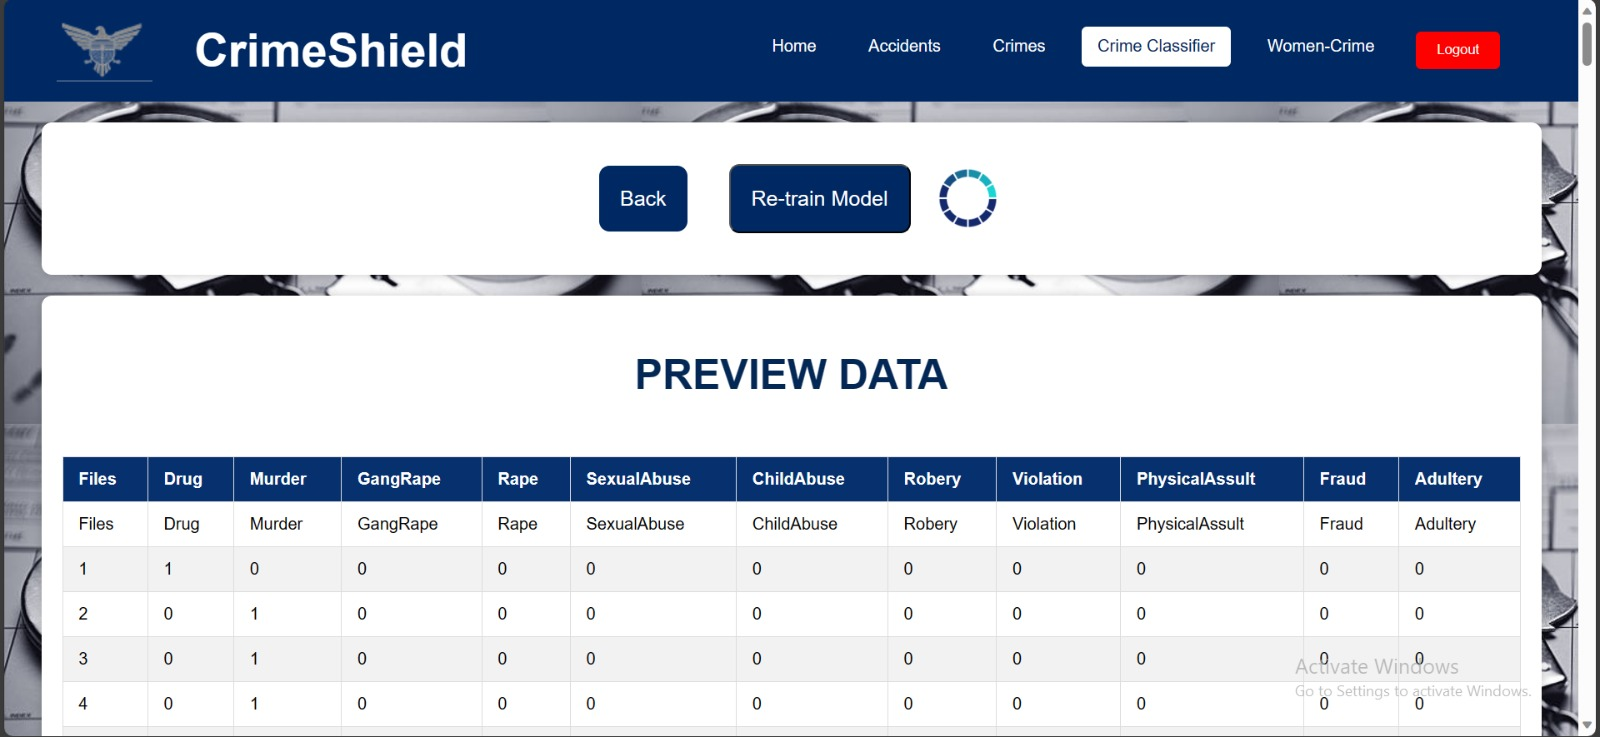 CrimeShield
Home Accidents Crimes Crime Classifier Women-Crime Logout
Back Re-train Model
PREVIEW DATA
Files Drug Murder GangRape Rape SexualAbuse ChildAbuse Robery Violation PhysicalAssult Fraud Adultery
Files Drug Murder GangRape Rape SexualAbuse ChildAbuse Robery Violation PhysicalAssult Fraud Adultery
1 1 0 0 0 0 0 0 0 0 0 0
2 0 1 0 0 0 0 0 0 0 0 0
3 0 1 0 0 0 0 0 0 0 0 0
4 0 1 0 0 0 0 0 0 0 0 0
Activate Windows
Go to Settings to activate Windows.